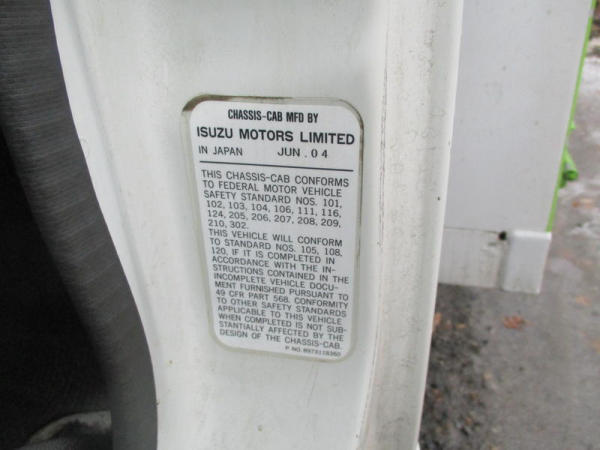 CHASSIS-CAB MFD BY
ISUZU MOTORS LIMITED
IN JAPAN JUN . 04
THIS CHASSIS-CAB CONFORMS
TO FEDERAL MOTOR VEHICLE
SAFETY STANDARD NOS. 101,
102, 103, 104, 106, 111, 116,
124, 205, 206, 207, 208, 209,
210, 302.
THIS VEHICLE WILL CONFORM
TO STANDARD NOS. 105, 108,
120, IF IT IS COMPLETED IN
ACCORDANCE WITH THE IN-
STRUCTIONS CONTAINED IN THE
INCOMPLETE VEHICLE DOCU-
MENT FURNISHED PURSUANT TO
49 CFR PART 568. CONFORMITY
TO OTHER SAFETY STANDARDS
APPLICABLE TO THIS VEHICLE
WHEN COMPLETED IS NOT SUB-
STANTIALLY AFFECTED BY THE
DESIGN OF THE CHASSIS-CAB.
P NO.